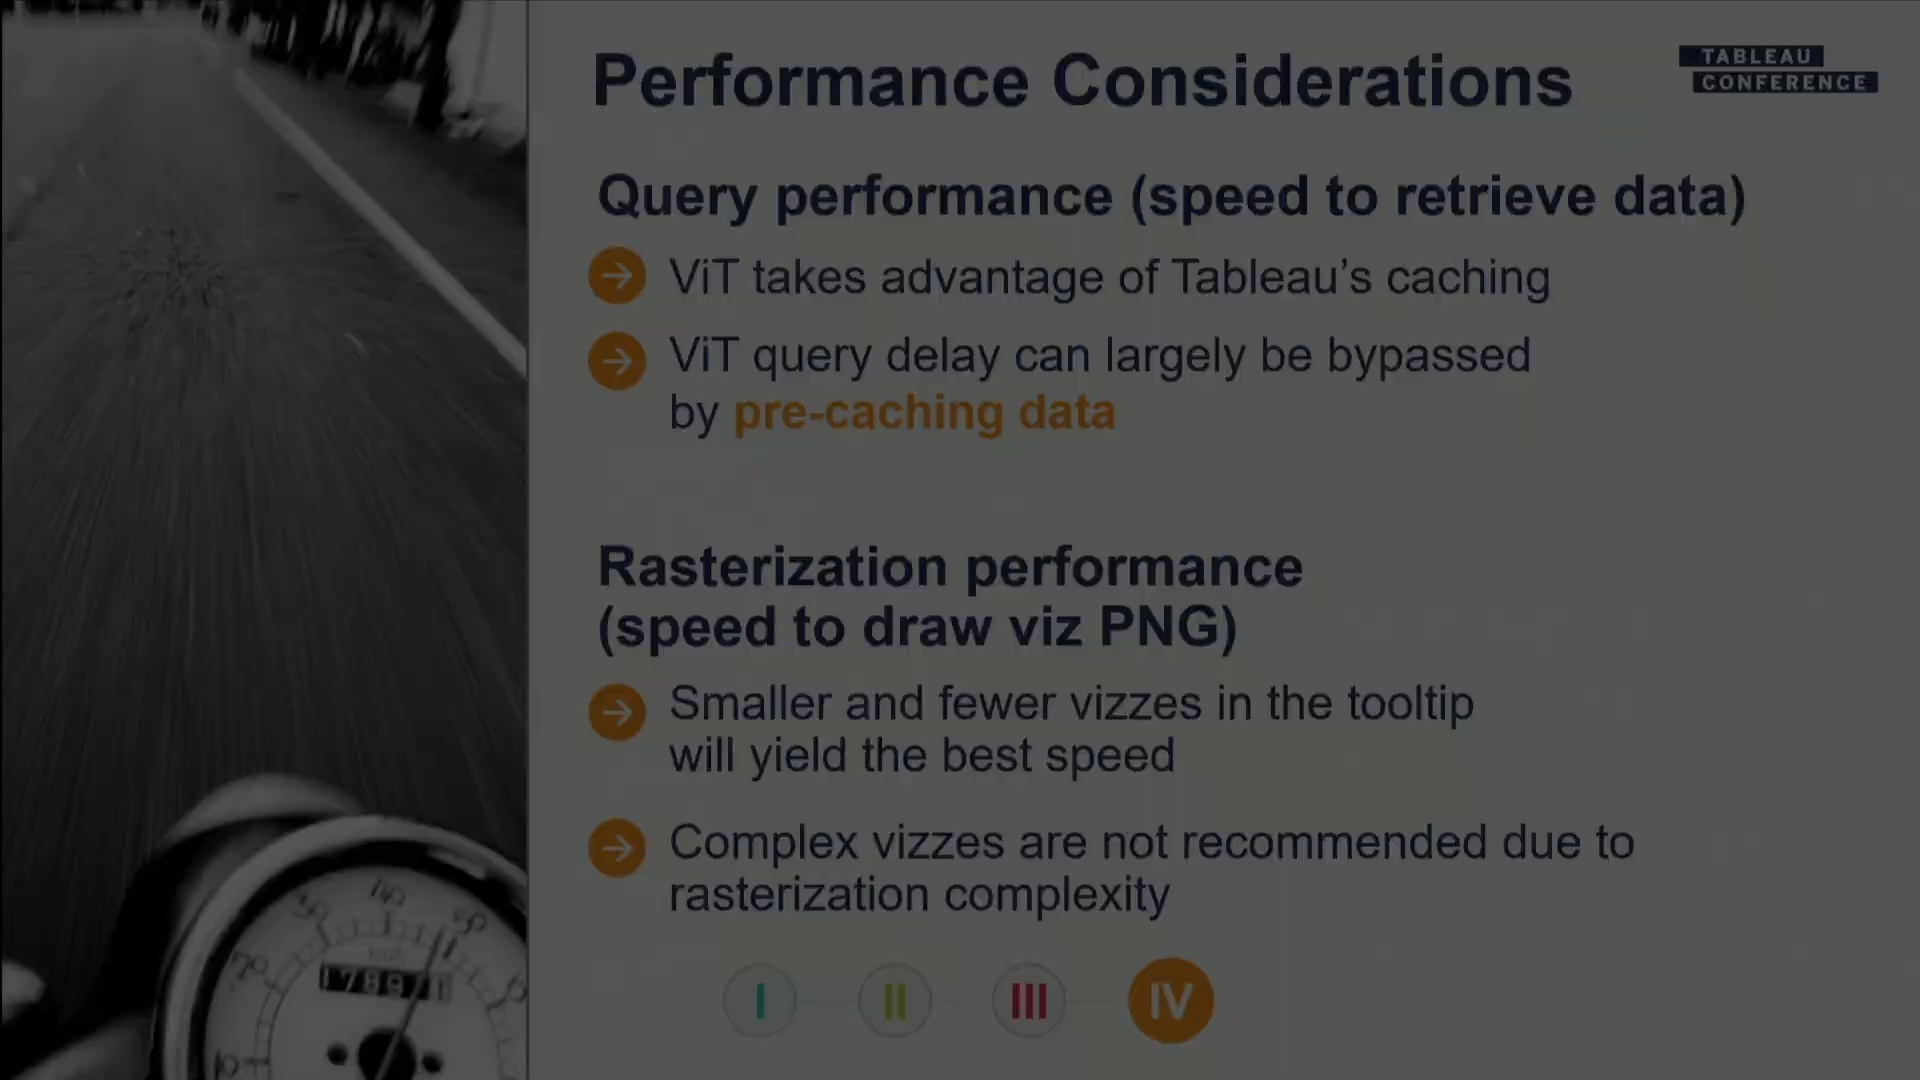 Performance Considerations
TABLEAU
CONFERENCE
Query performance (speed to retrieve data)
ViT takes advantage of Tableau’s caching
ViT query delay can largely be bypassed
by pre-caching data
Rasterization performance
(speed to draw viz PNG)
Smaller and fewer vizzes in the tooltip
will yield the best speed
Complex vizzes are not recommended due to
rasterization complexity
I II III IV